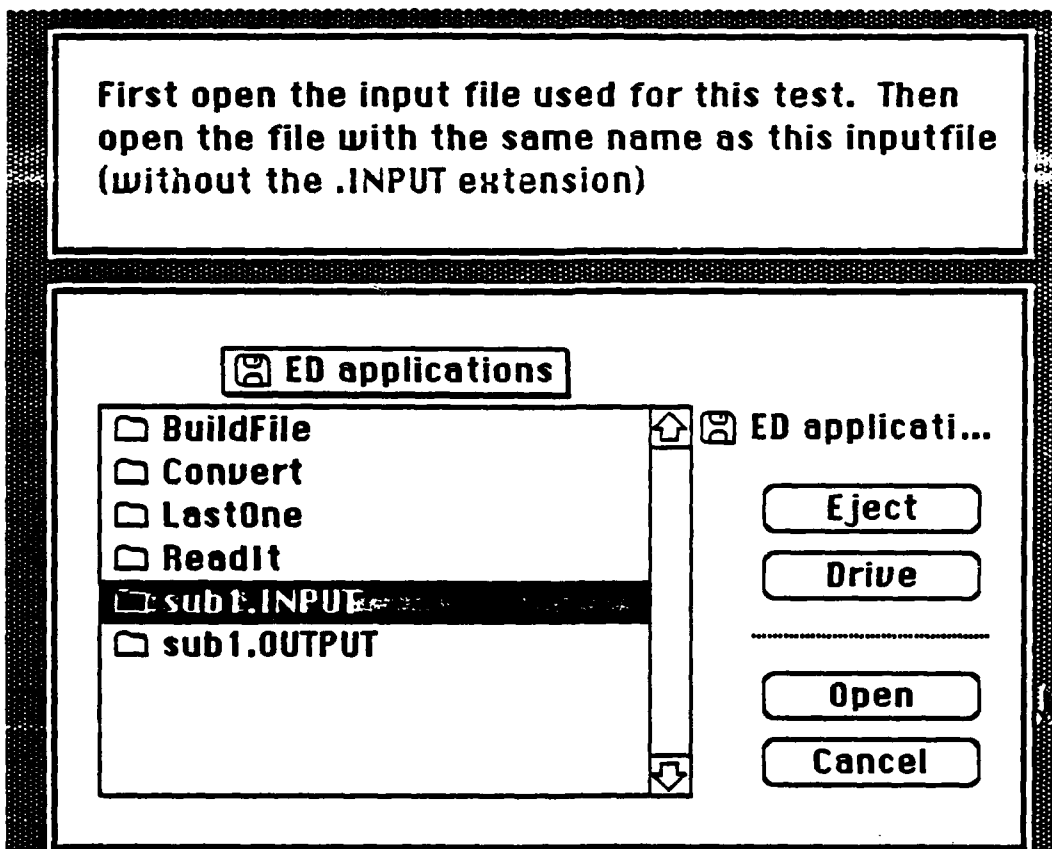 First open the input file used for this test. Then
open the file with the same name as this inputfile
(without the .INPUT extension)
ED applications
BuildFile
Convert
LastOne
ReadIt
sub1.INPUT
sub1.OUTPUT
ED applicati...
Eject
Drive
Open
Cancel